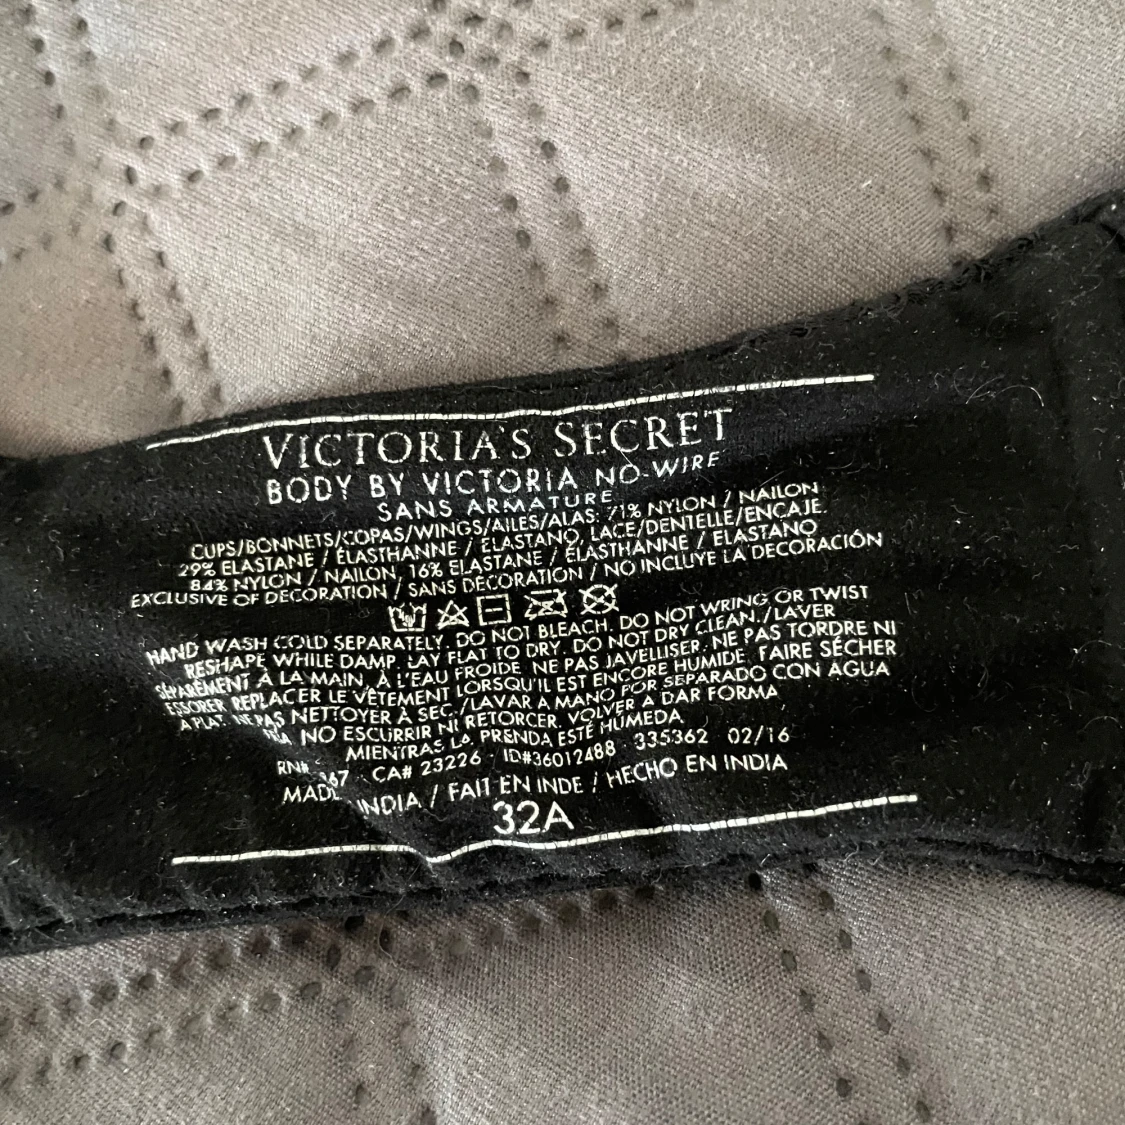 VICTORIA'S SECRET
BODY BY VICTORIA NO-WIRE
SANS ARMATURE
CUPS/BONNETS/COPAS/WINGS/AILES/ALAS: 71% NYLON / NAILON
29% ELASTANE / ÉLASTHANNE / ELASTANO, LACE/DENTELLE/ENCAJE.
84% NYLON / NAILON, 16% ELASTANE / ÉLASTHANNE / ELASTANO
EXCLUSIVE OF DECORATION / SANS DÉCORATION / NO INCLUYE LA DECORACIÓN
HAND WASH COLD SEPARATELY. DO NOT BLEACH. DO NOT WRING OR TWIST
RESHAPE WHILE DAMP. LAY FLAT TO DRY. DO NOT DRY CLEAN./LAVER
SÉPARÉMENT À LA MAIN, À L'EAU FROIDE. NE PAS JAVELLISER. NE PAS TORDRE NI
ESSORER. REPLACER LE VÊTEMENT LORSQU'IL EST ENCORE HUMIDE. FAIRE SÉCHER
A PLAT. NE PAS NETTOYER À SEC./LAVAR A MANO POR SEPARADO CON AGUA
NO ESCURRIR NI RETORCER. VOLVER A DAR FORMA
MIENTRAS LA PRENDA ESTÉ HÚMEDA
RN# 67 · CA# 23226 · ID#36012488 · 335362 02/16
MADE INDIA / FAIT EN INDE / HECHO EN INDIA
32A